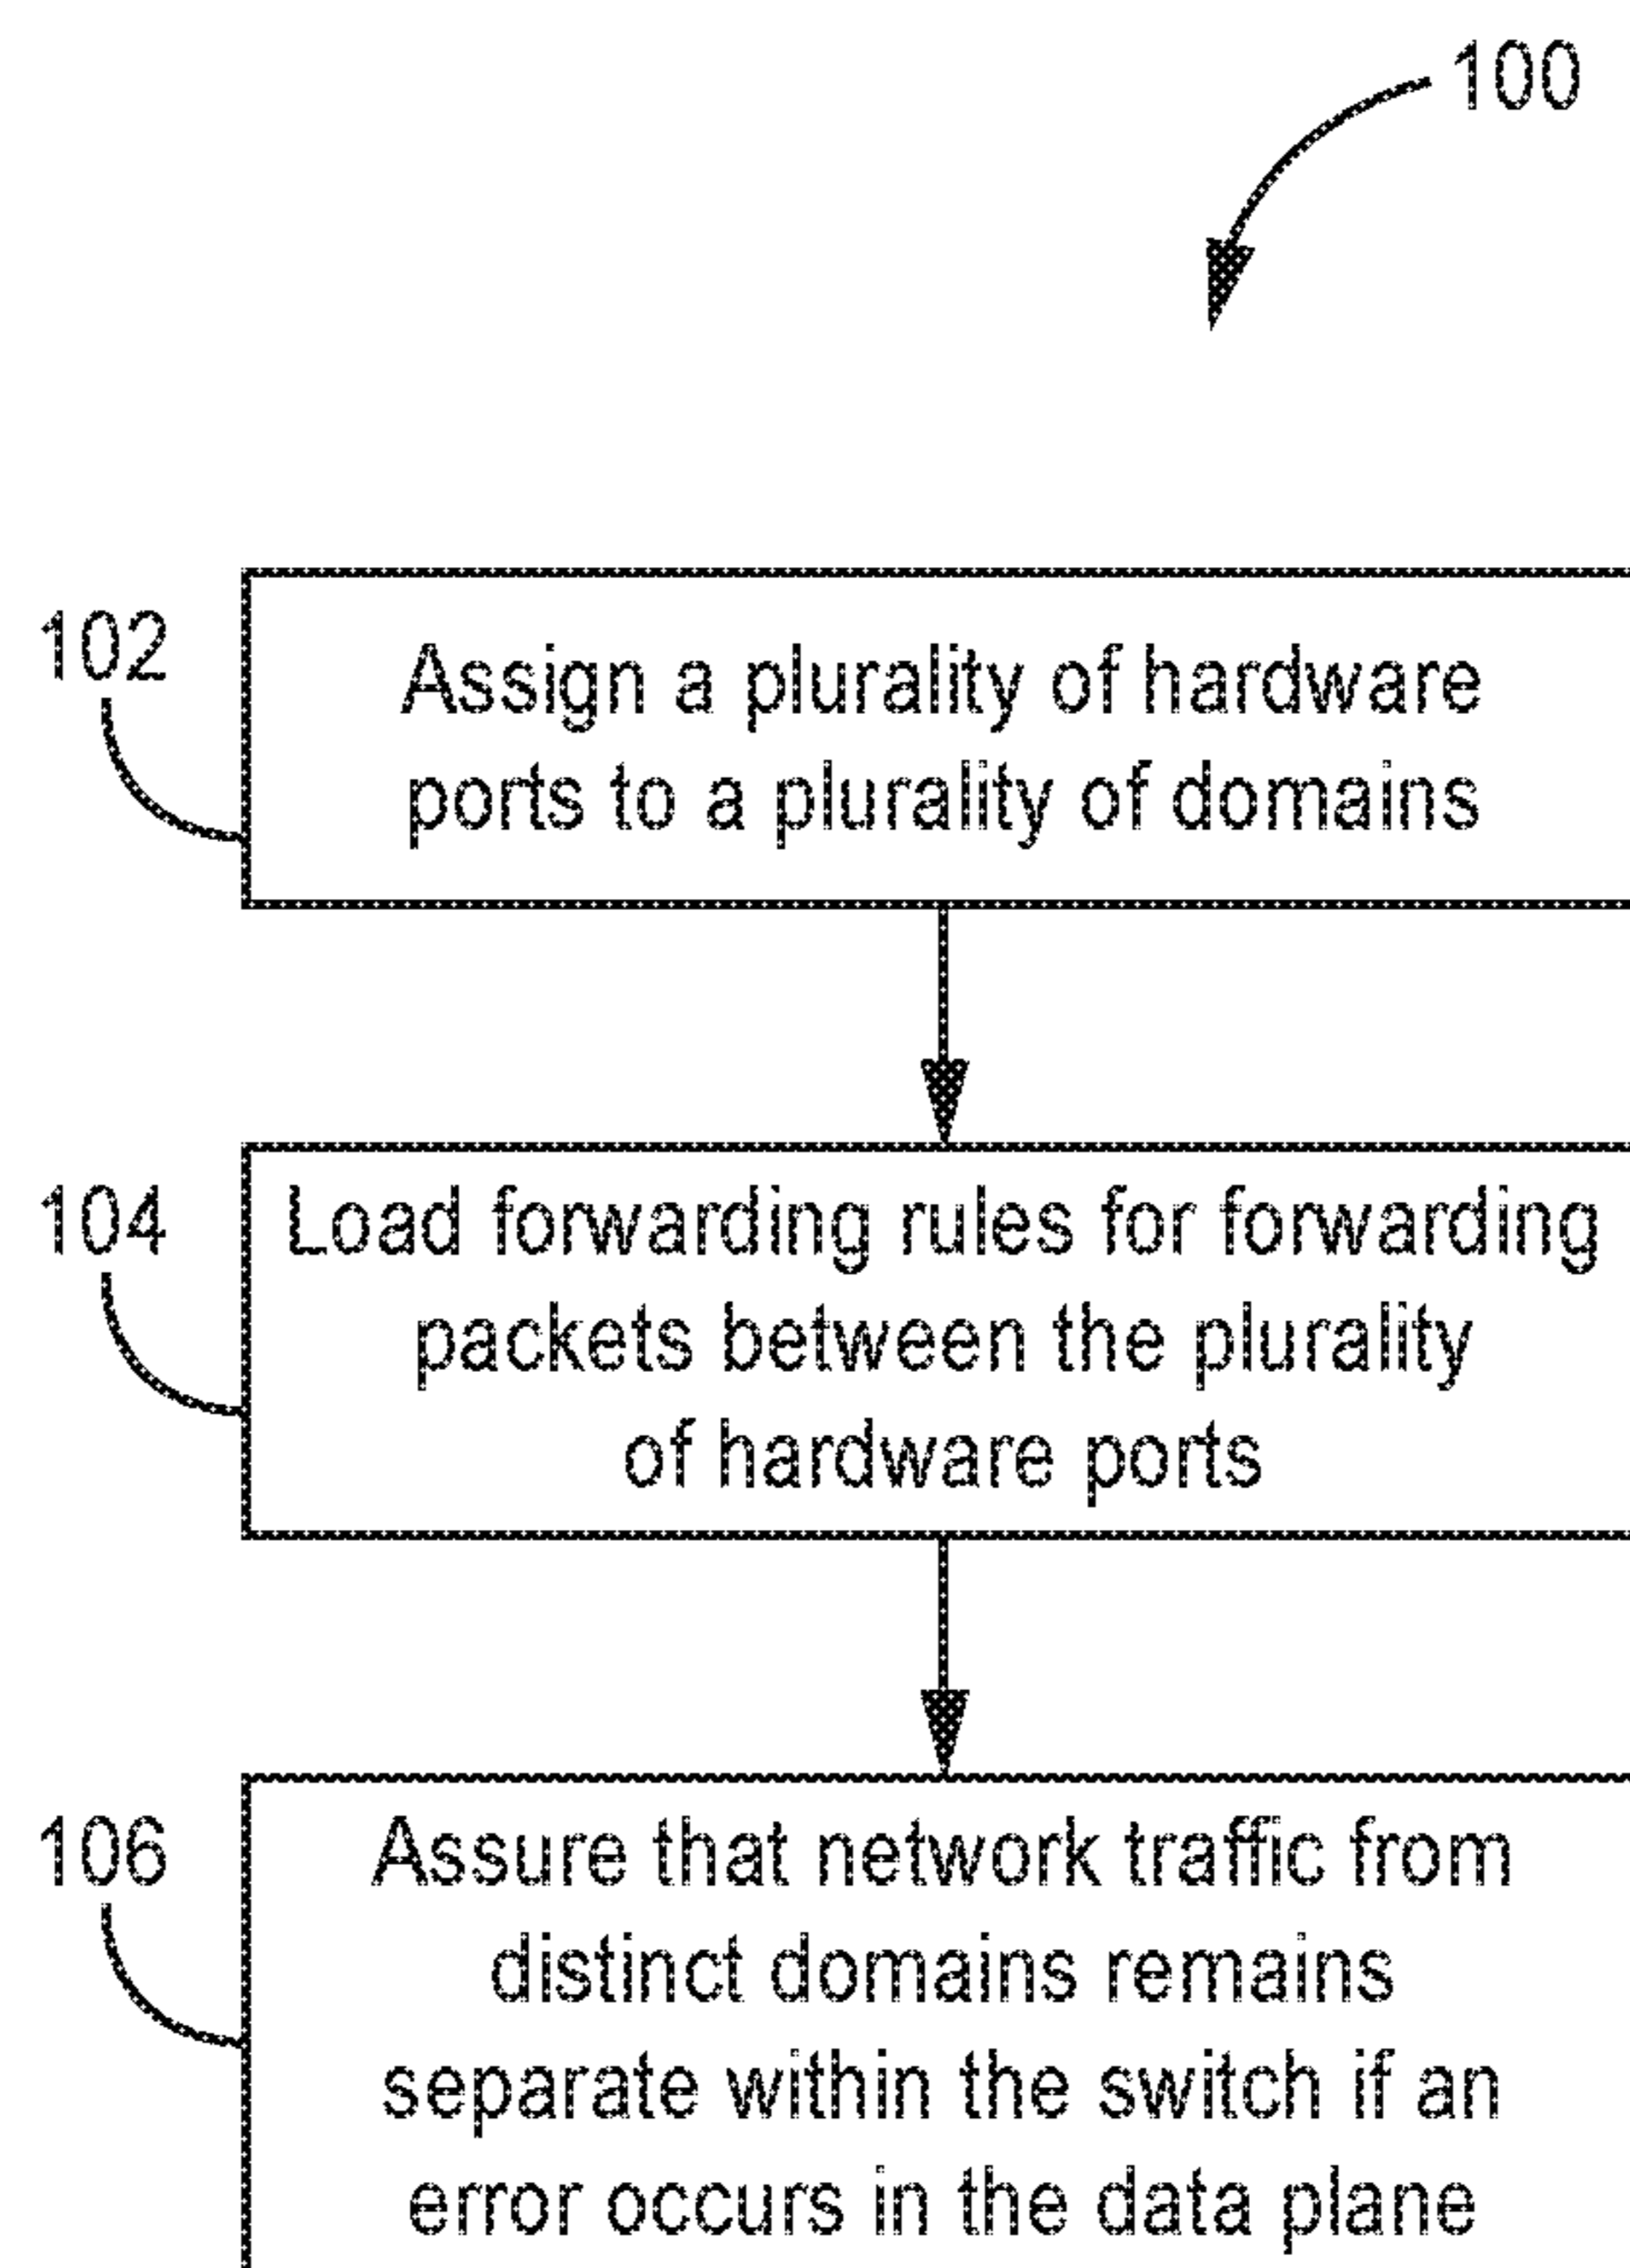 100
102
Assign a plurality of hardware
ports to a plurality of domains
104
Load forwarding rules for forwarding
packets between the plurality
of hardware ports
106
Assure that network traffic from
distinct domains remains
separate within the switch if an
error occurs in the data plane